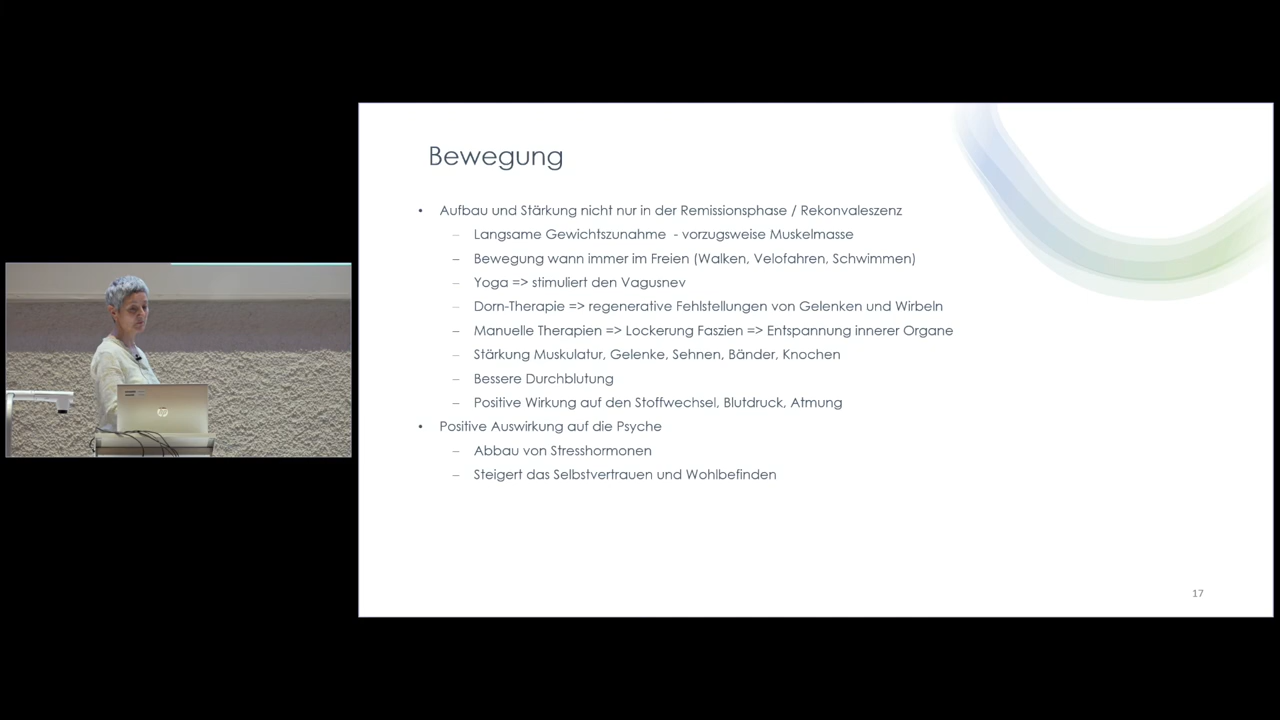 Bewegung
• Aufbau und Stärkung nicht nur in der Remissionsphase / Rekonvaleszenz
– Langsame Gewichtszunahme - vorzugsweise Muskelmasse
– Bewegung wann immer im Freien (Walken, Velofahren, Schwimmen)
– Yoga => stimuliert den Vagusnev
– Dorn-Therapie => regenerative Fehlstellungen von Gelenken und Wirbeln
– Manuelle Therapien => Lockerung Faszien => Entspannung innerer Organe
– Stärkung Muskulatur, Gelenke, Sehnen, Bänder, Knochen
– Bessere Durchblutung
– Positive Wirkung auf den Stoffwechsel, Blutdruck, Atmung
• Positive Auswirkung auf die Psyche
– Abbau von Stresshormonen
– Steigert das Selbstvertrauen und Wohlbefinden
17
hp